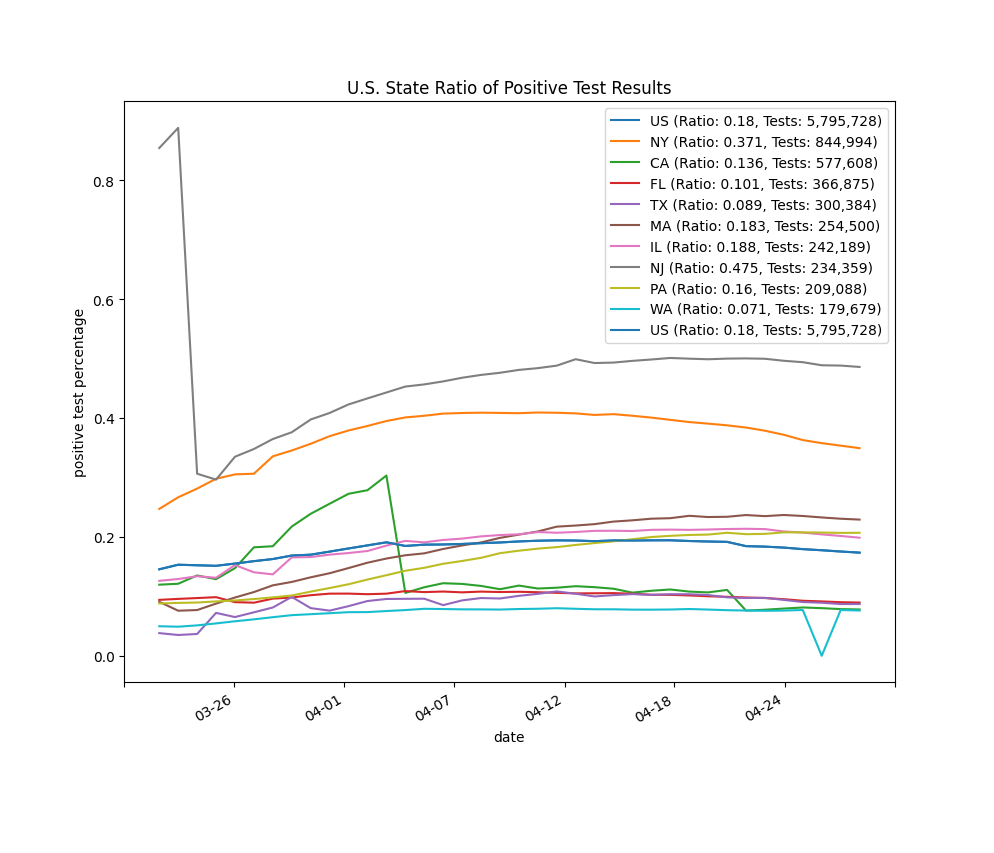 U.S. State Ratio of Positive Test Results
US (Ratio: 0.18, Tests: 5,795,728)
NY (Ratio: 0.371, Tests: 844,994)
CA (Ratio: 0.136, Tests: 577,608)
FL (Ratio: 0.101, Tests: 366,875)
TX (Ratio: 0.089, Tests: 300,384)
MA (Ratio: 0.183, Tests: 254,500)
IL (Ratio: 0.188, Tests: 242,189)
NJ (Ratio: 0.475, Tests: 234,359)
PA (Ratio: 0.16, Tests: 209,088)
WA (Ratio: 0.071, Tests: 179,679)
US (Ratio: 0.18, Tests: 5,795,728)
positive test percentage
0.8
0.6
0.4
0.2
0.0
03-26 04-01 04-07 04-12 04-18 04-24
date